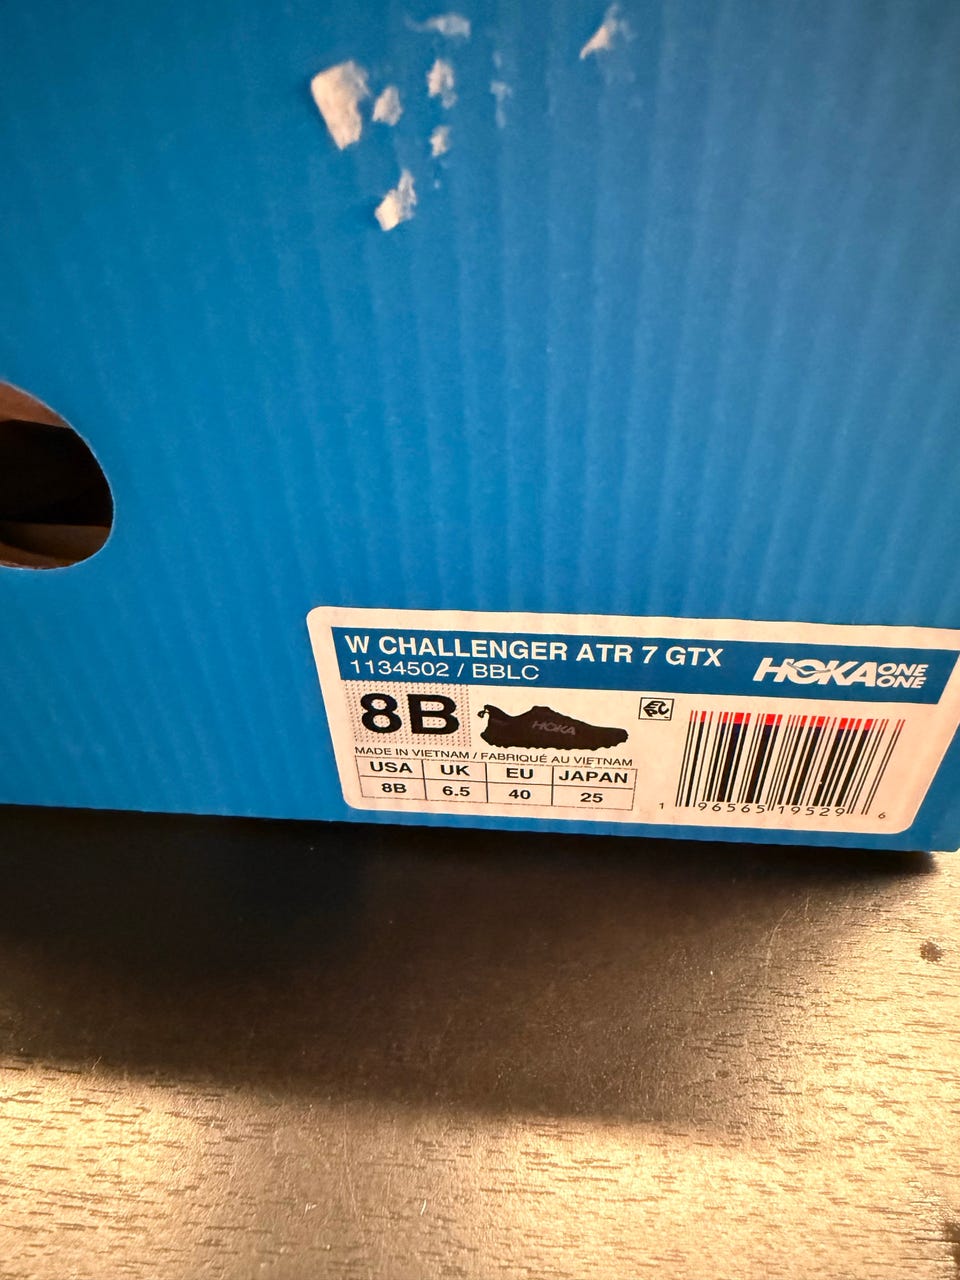 W CHALLENGER ATR 7 GTX
1134502 / BBLC
HOKA ONE ONE
8B
HOKA
MADE IN VIETNAM / FABRIQUÉ AU VIETNAM
USA UK EU JAPAN
8B 6.5 40 25
1 96565 19529 6